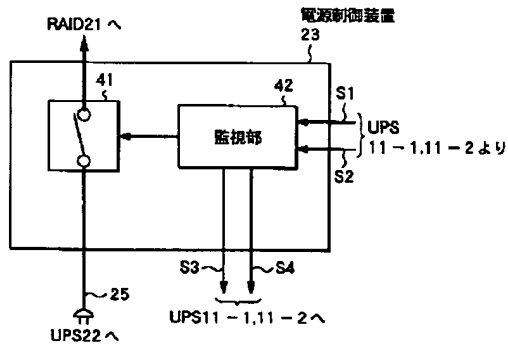 電源制御装置
RAID21へ
23
41
42
S1
監視部
UPS
11-1,11-2より
S2
S3
S4
25
UPS11-1,11-2へ
UPS22へ